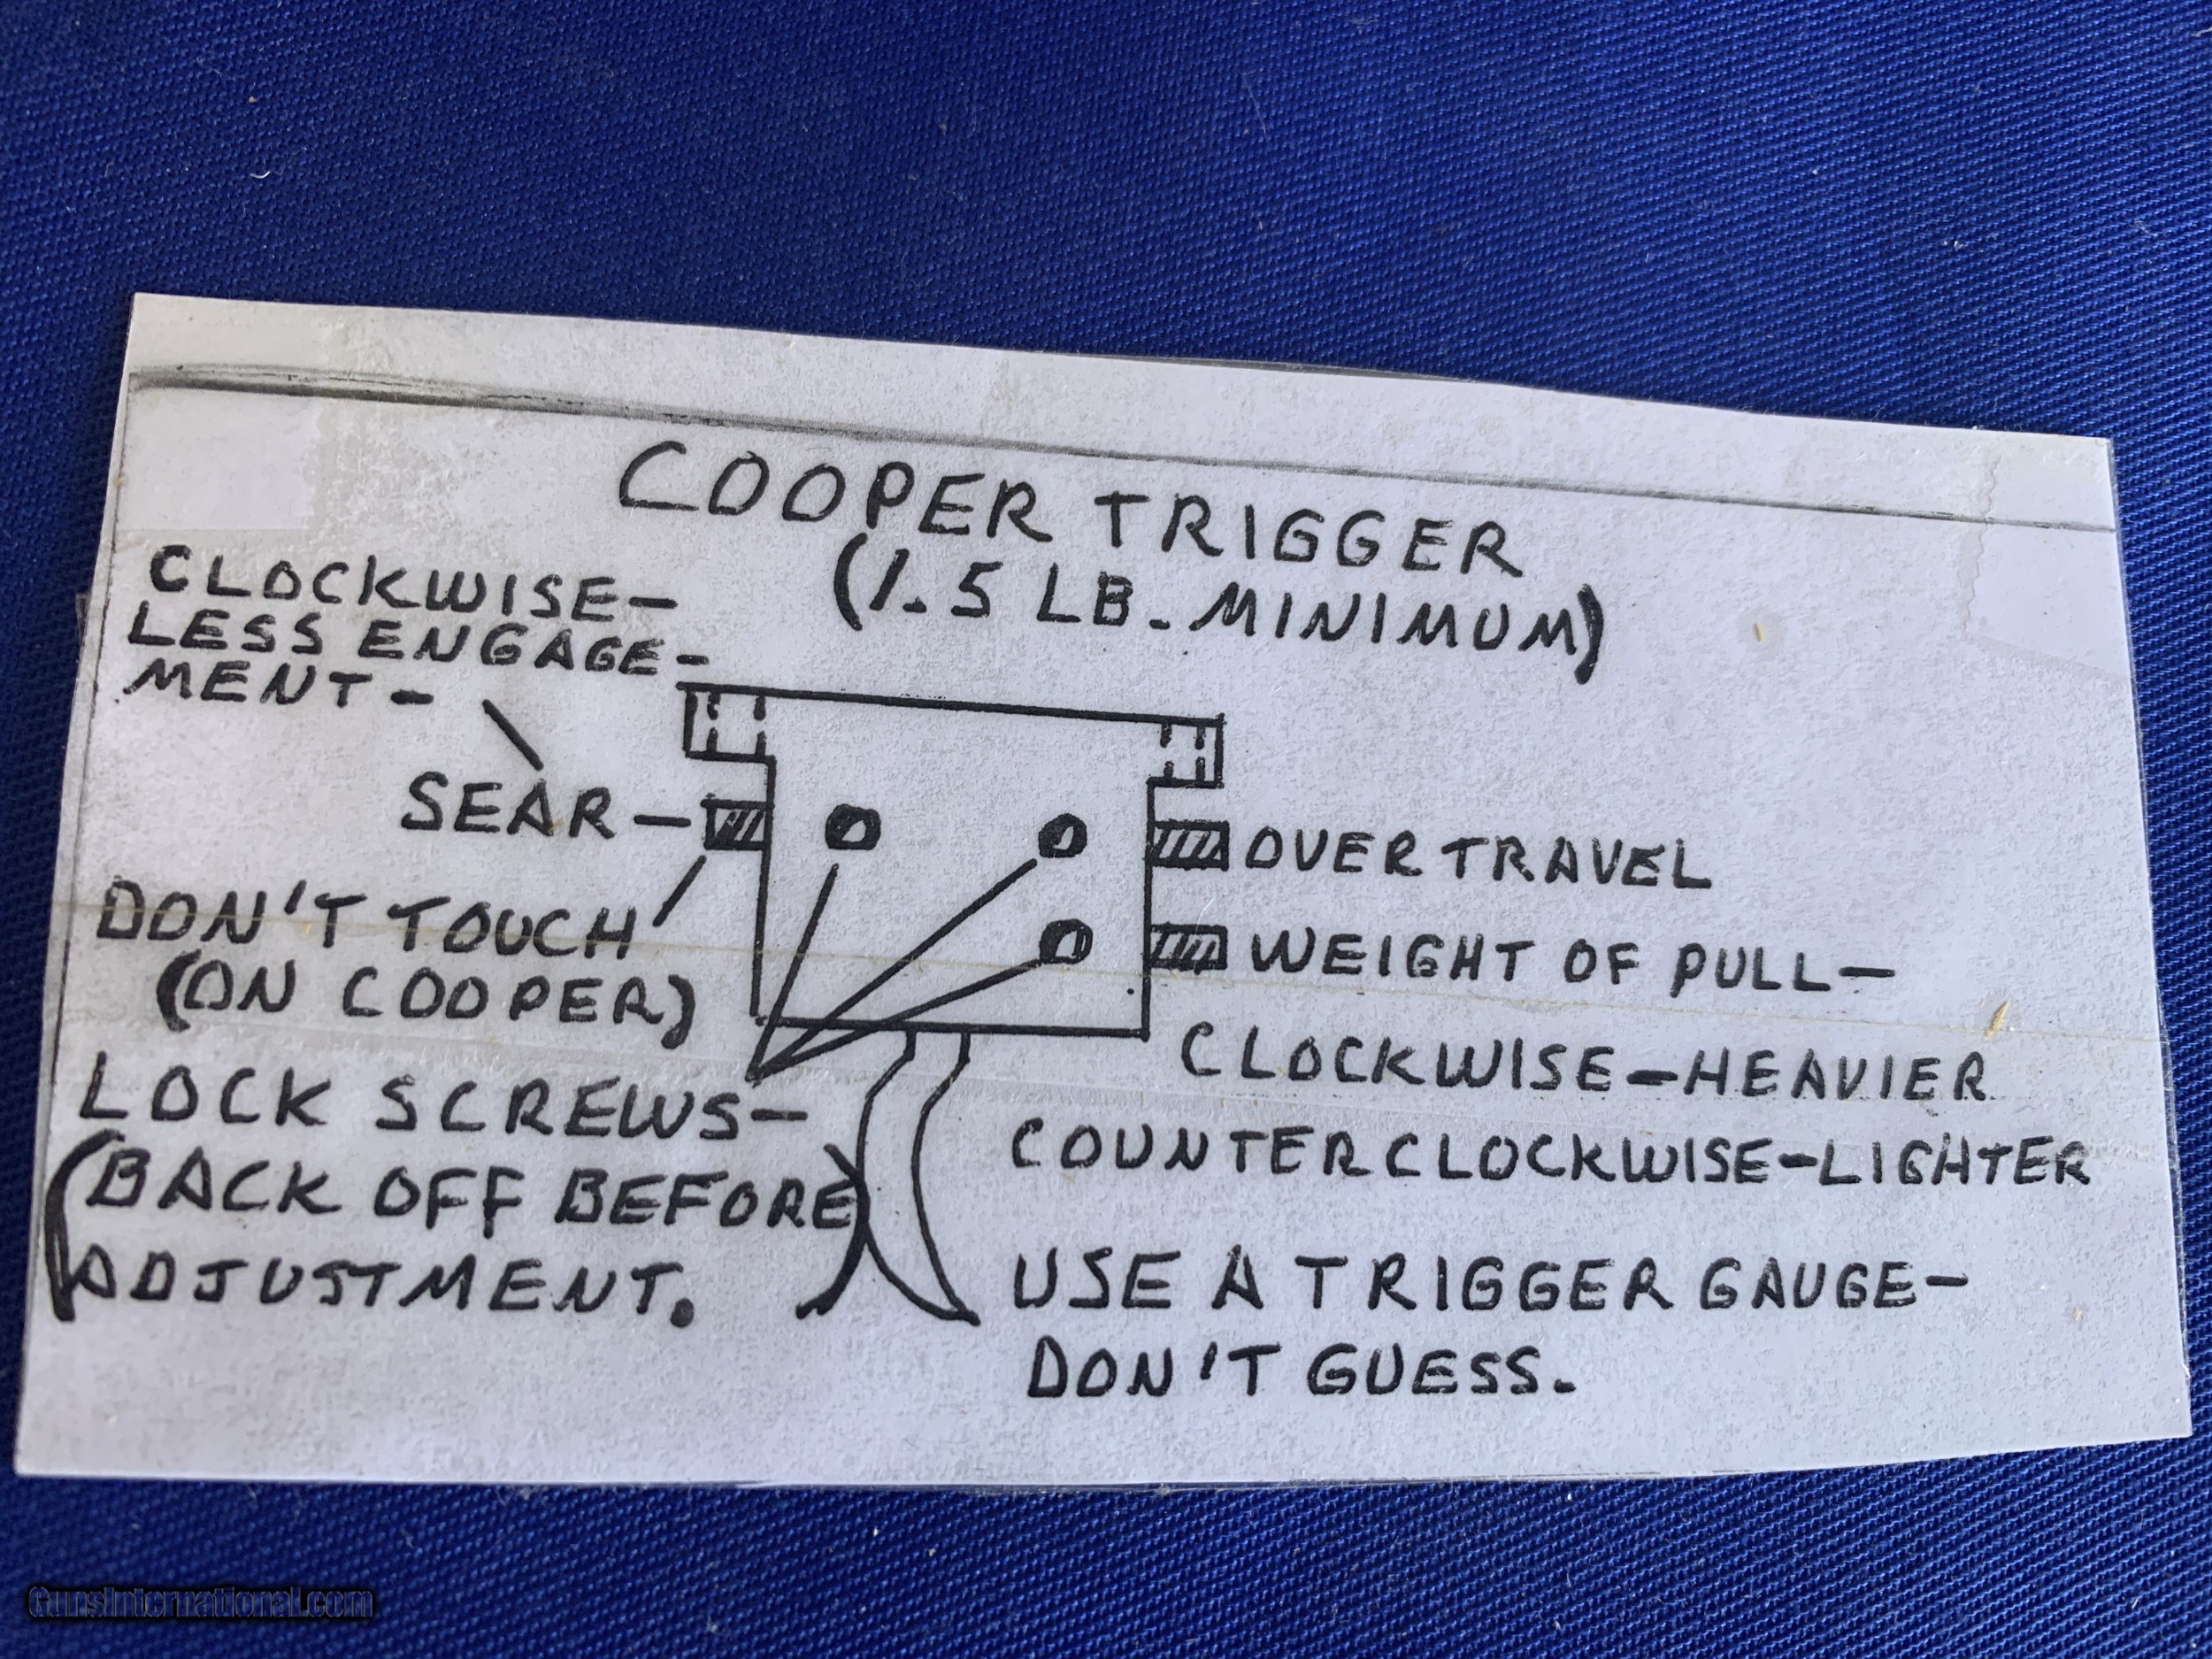 COOPER TRIGGER
(1.5 LB. MINIMUM)
CLOCKWISE-
LESS ENGAGE-
MENT-
SEAR-
DON'T TOUCH
(ON COOPER)
LOCK SCREWS-
(BACK OFF BEFORE)
ADJUSTMENT.
OVER TRAVEL
WEIGHT OF PULL-
CLOCKWISE-HEAVIER
COUNTERCLOCKWISE-LIGHTER
USE A TRIGGER GAUGE-
DON'T GUESS.
GunsInternational.com